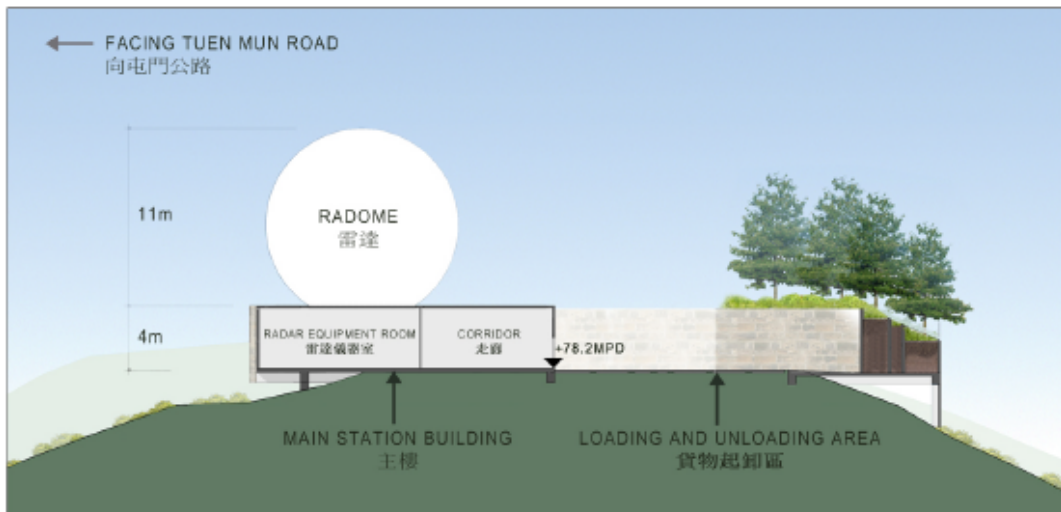 FACING TUEN MUN ROAD
向屯門公路
11m
RADOME
雷達
4m
RADAR EQUIPMENT ROOM
雷達儀器室
CORRIDOR
走廊
+78.2MPD
MAIN STATION BUILDING
主樓
LOADING AND UNLOADING AREA
貨物起卸區